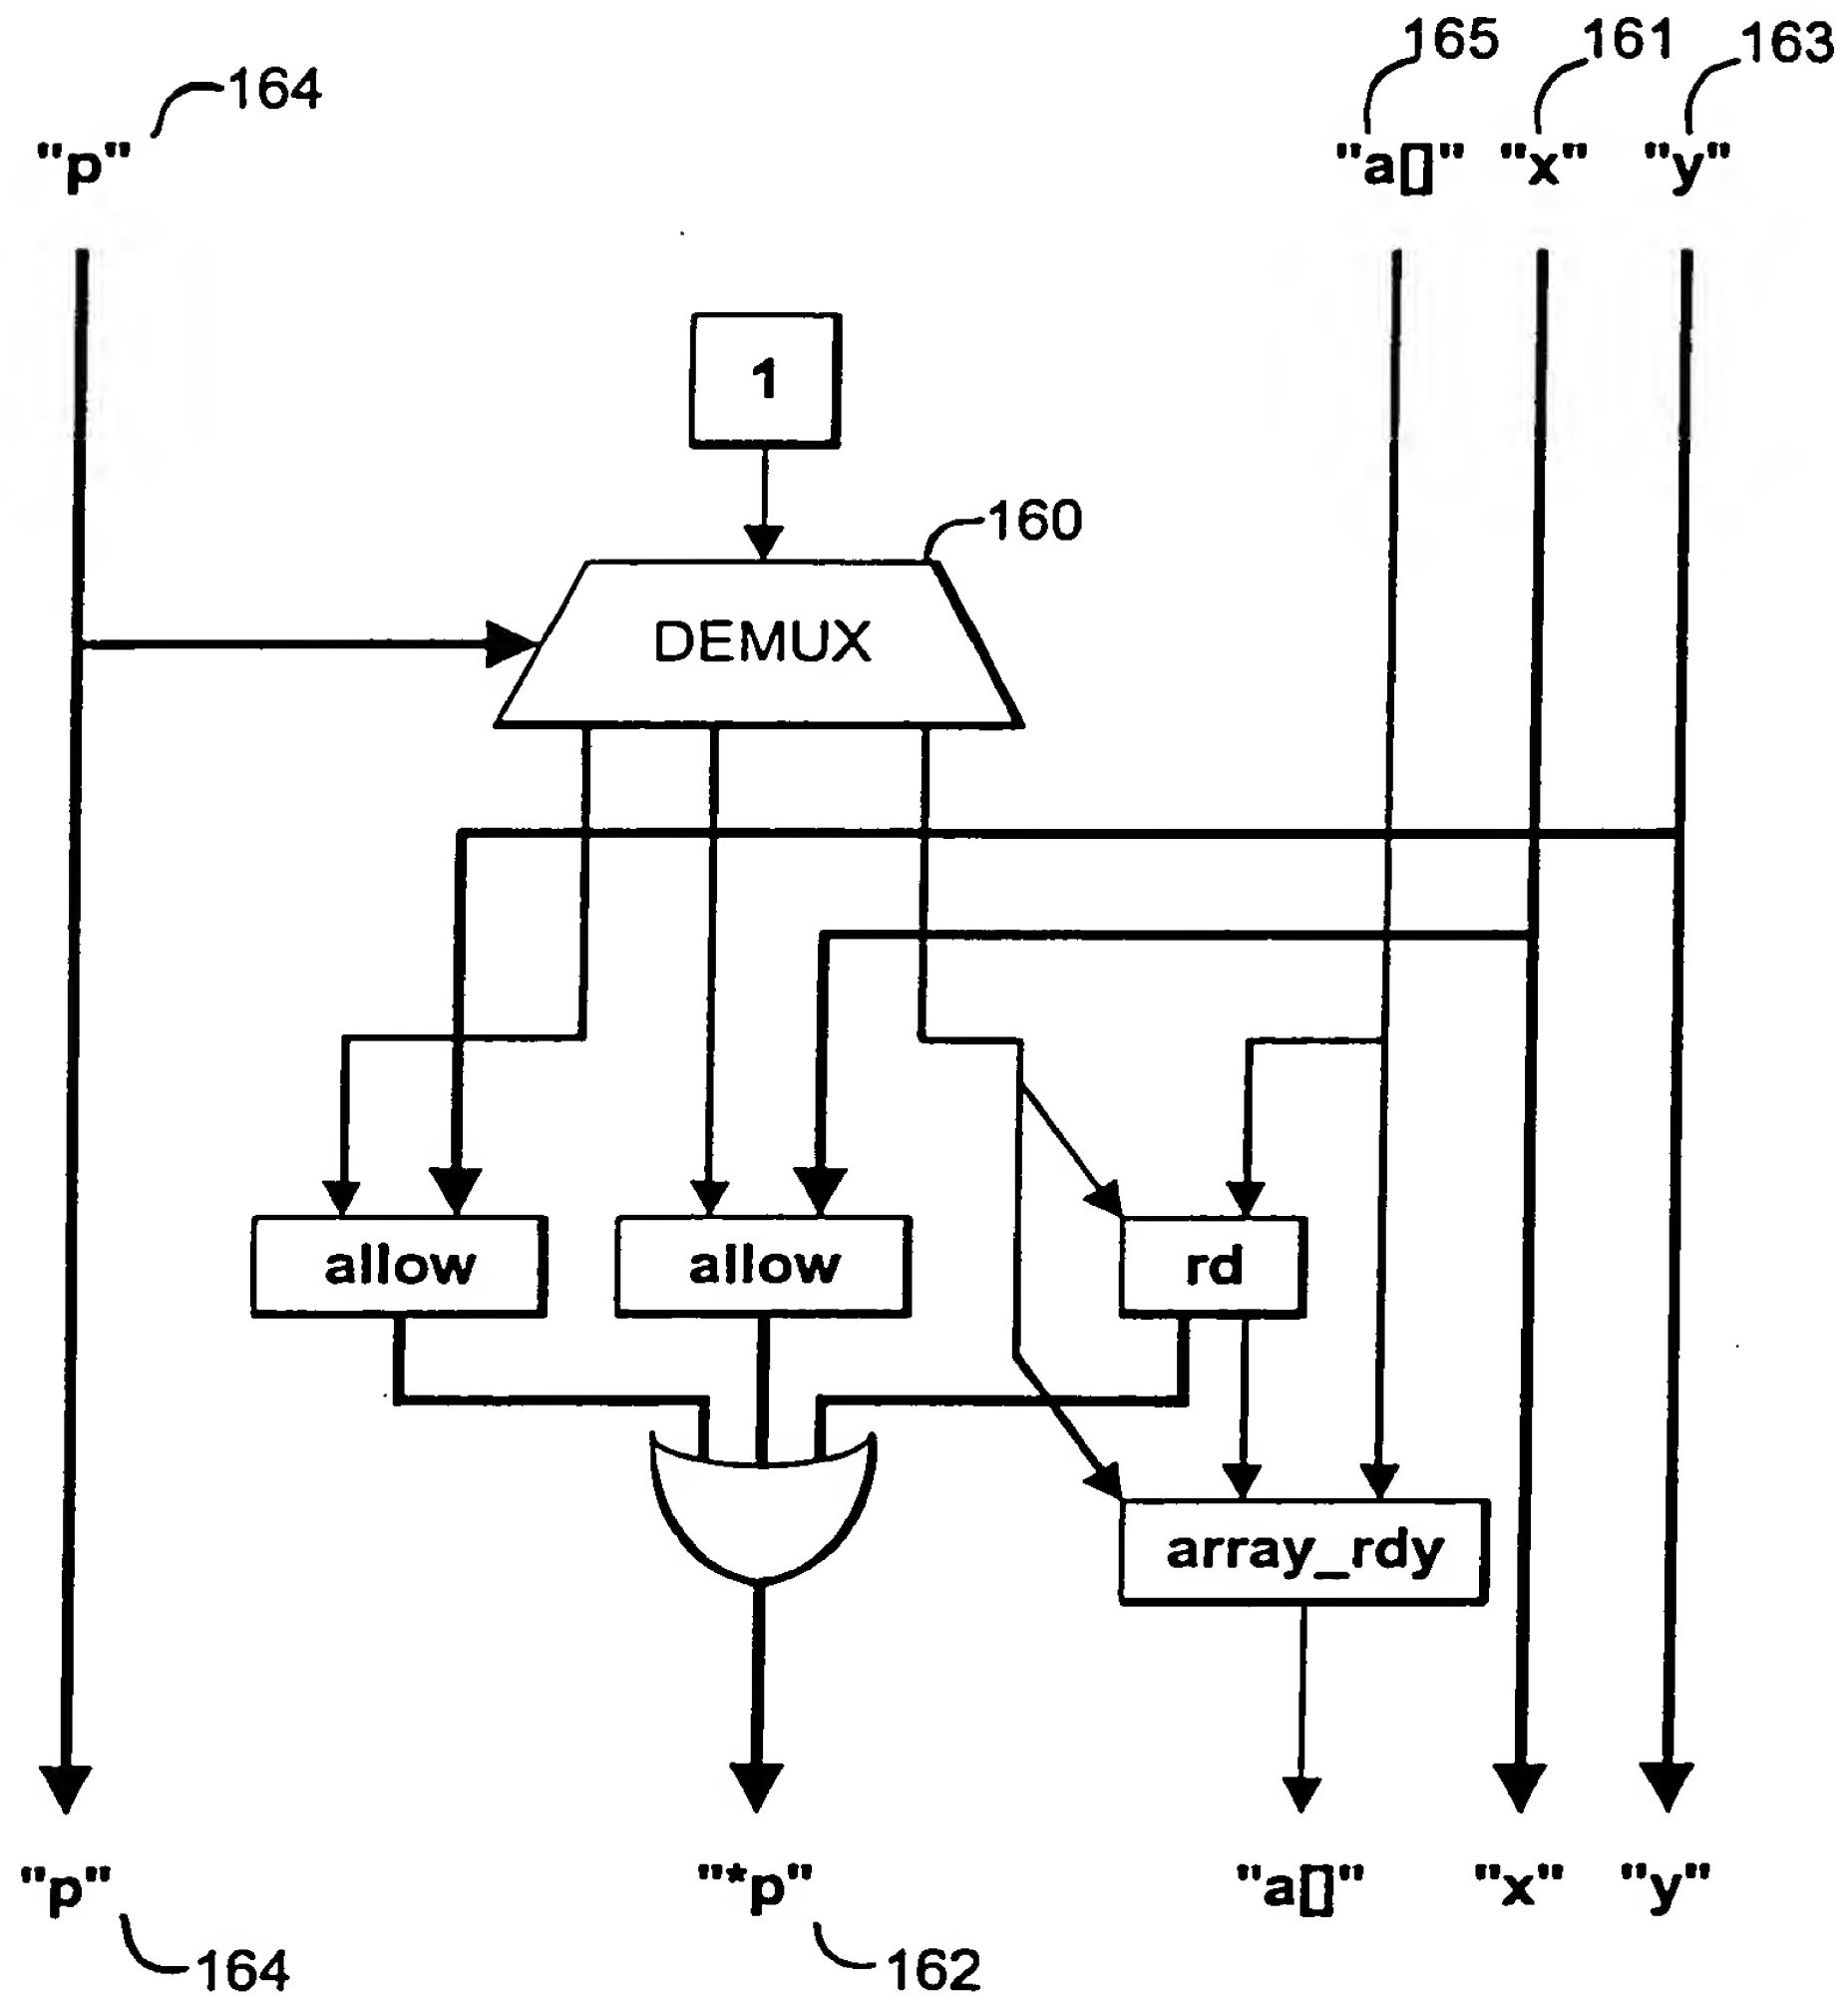 165 161 163
164
"p" "a[]" "x" "y"
1
160
DEMUX
allow allow rd
array_rdy
"p" "*p" "a[]" "x" "y"
164 162